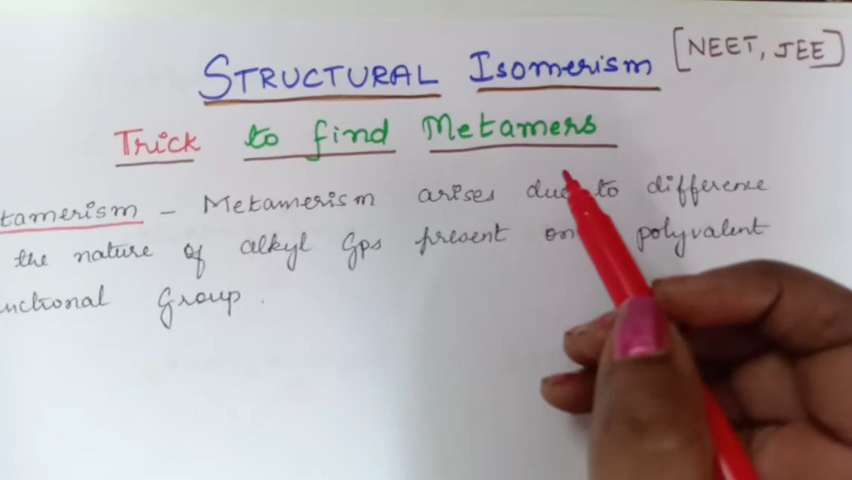 STRUCTURAL Isomerism [NEET, JEE]
Trick to find Metamers
tamerism - Metamerism arises due to difference
the nature of alkyl Gps present on polyvalent
nctional Group.